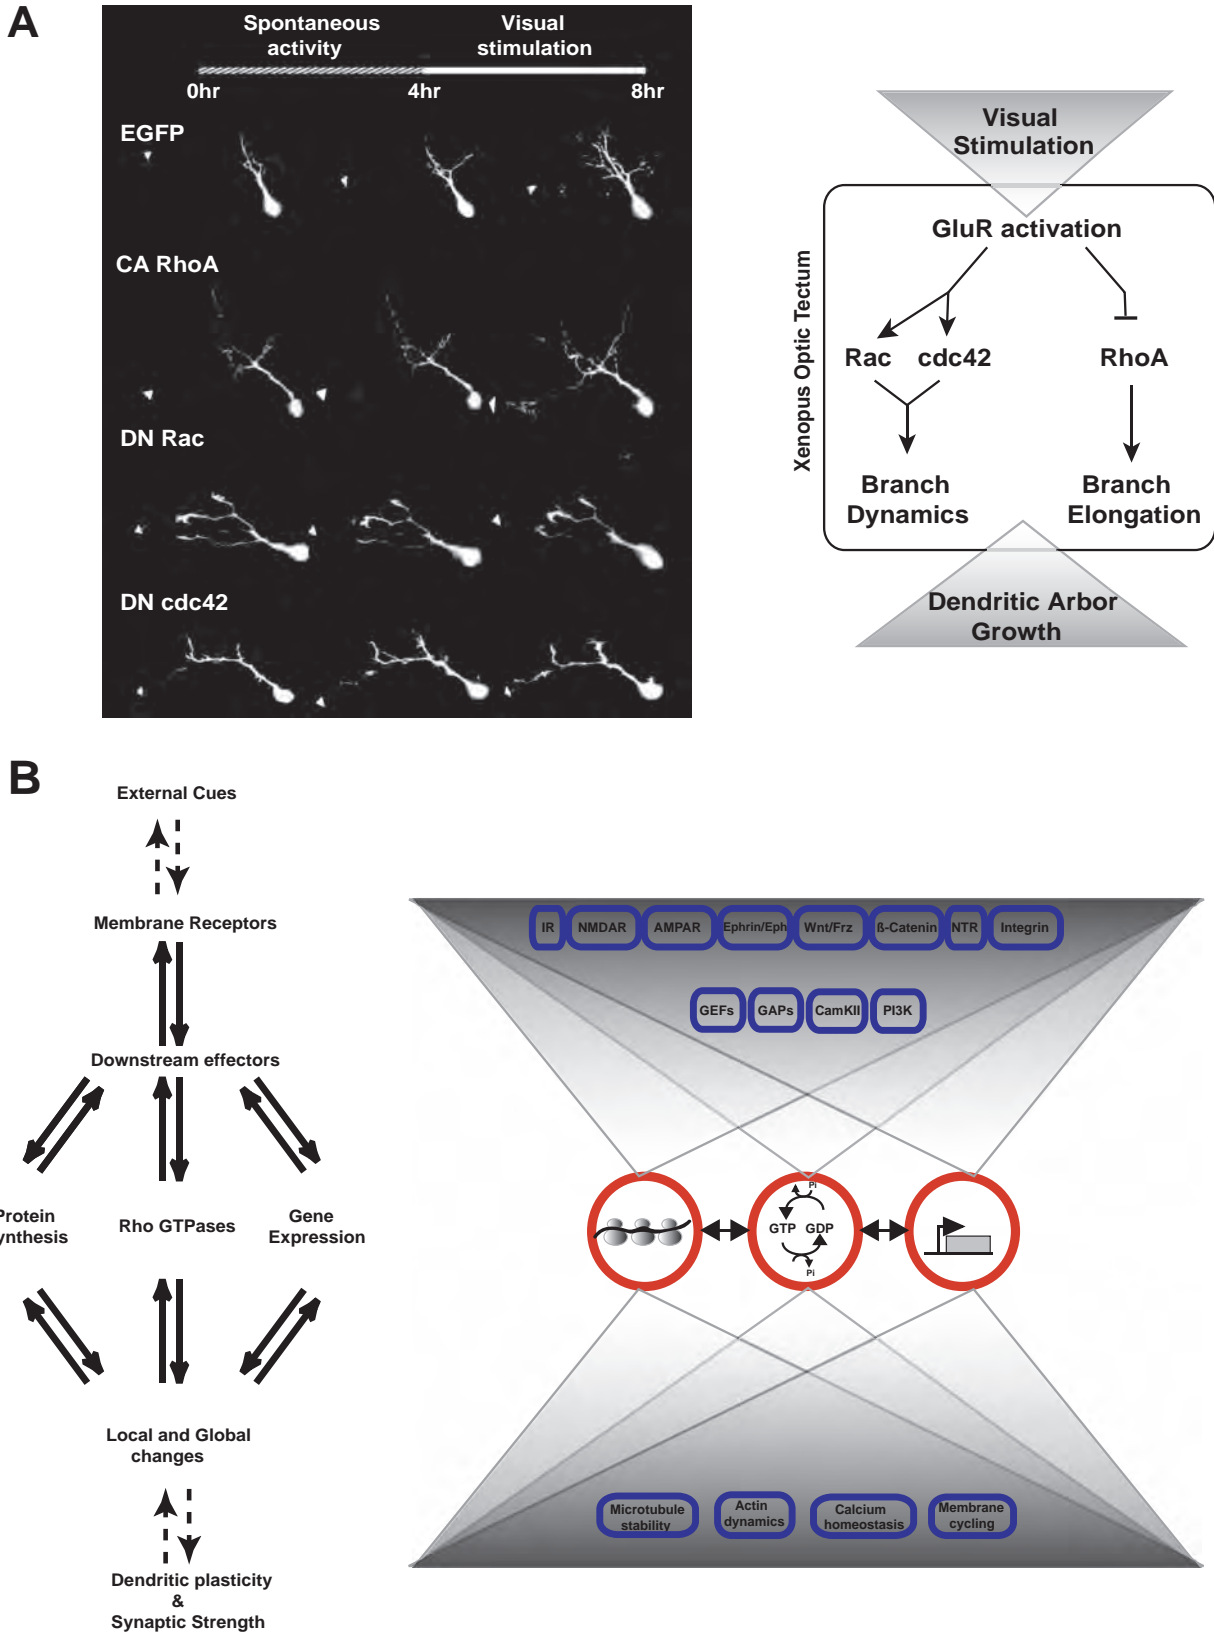 A
Spontaneous
activity
Visual
stimulation
0hr
4hr
8hr
EGFP
CA RhoA
DN Rac
DN cdc42
Visual
Stimulation
Xenopus Optic Tectum
GluR activation
Rac
cdc42
RhoA
Branch
Dynamics
Branch
Elongation
Dendritic Arbor
Growth
B
External Cues
Membrane Receptors
Downstream effectors
Protein
ynthesis
Rho GTPases
Gene
Expression
Local and Global
changes
Dendritic plasticity
&
Synaptic Strength
IR
NMDAR
AMPAR
Ephrin/Eph
Wnt/Frz
ß-Catenin
NTR
Integrin
GEFs
GAPs
CamKII
PI3K
Pi
GTP
GDP
Pi
Microtubule
stability
Actin
dynamics
Calcium
homeostasis
Membrane
cycling